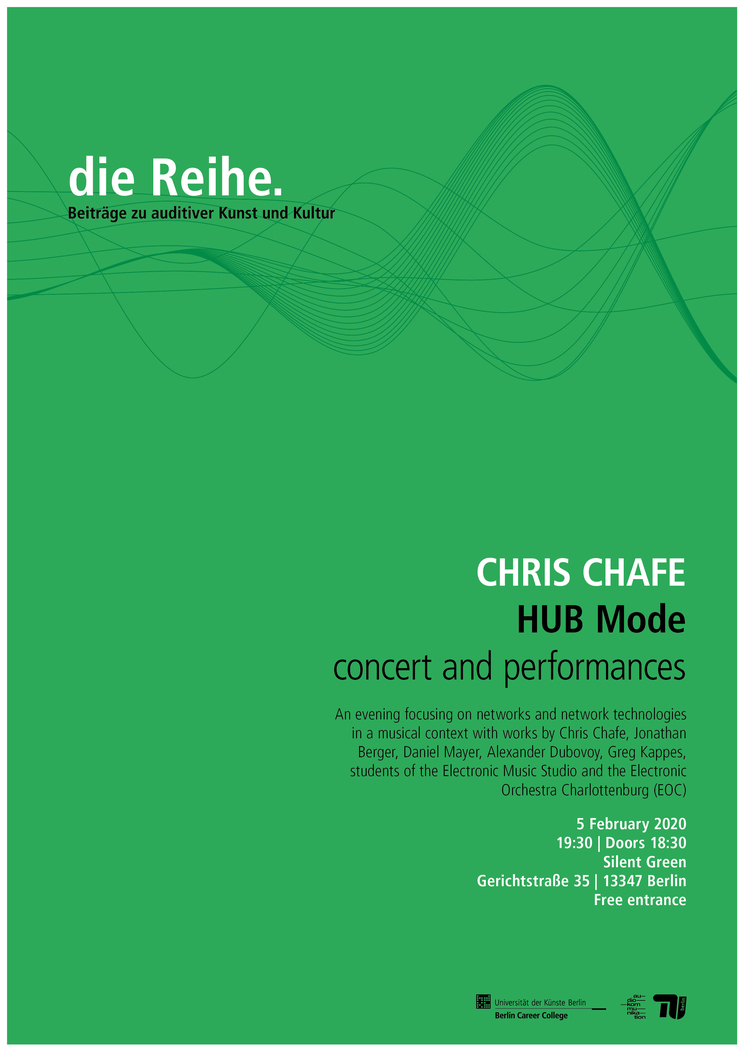 die Reihe.
Beiträge zu auditiver Kunst und Kultur
CHRIS CHAFE
HUB Mode
concert and performances
An evening focusing on networks and network technologies
in a musical context with works by Chris Chafe, Jonathan
Berger, Daniel Mayer, Alexander Dubovoy, Greg Kappes,
students of the Electronic Music Studio and the Electronic
Orchestra Charlottenburg (EOC)
5 February 2020
19:30 | Doors 18:30
Silent Green
Gerichtstraße 35 | 13347 Berlin
Free entrance
Universität der Künste Berlin
Berlin Career College
au—
dio—
—kom
mu—
nika—
tion
berlin